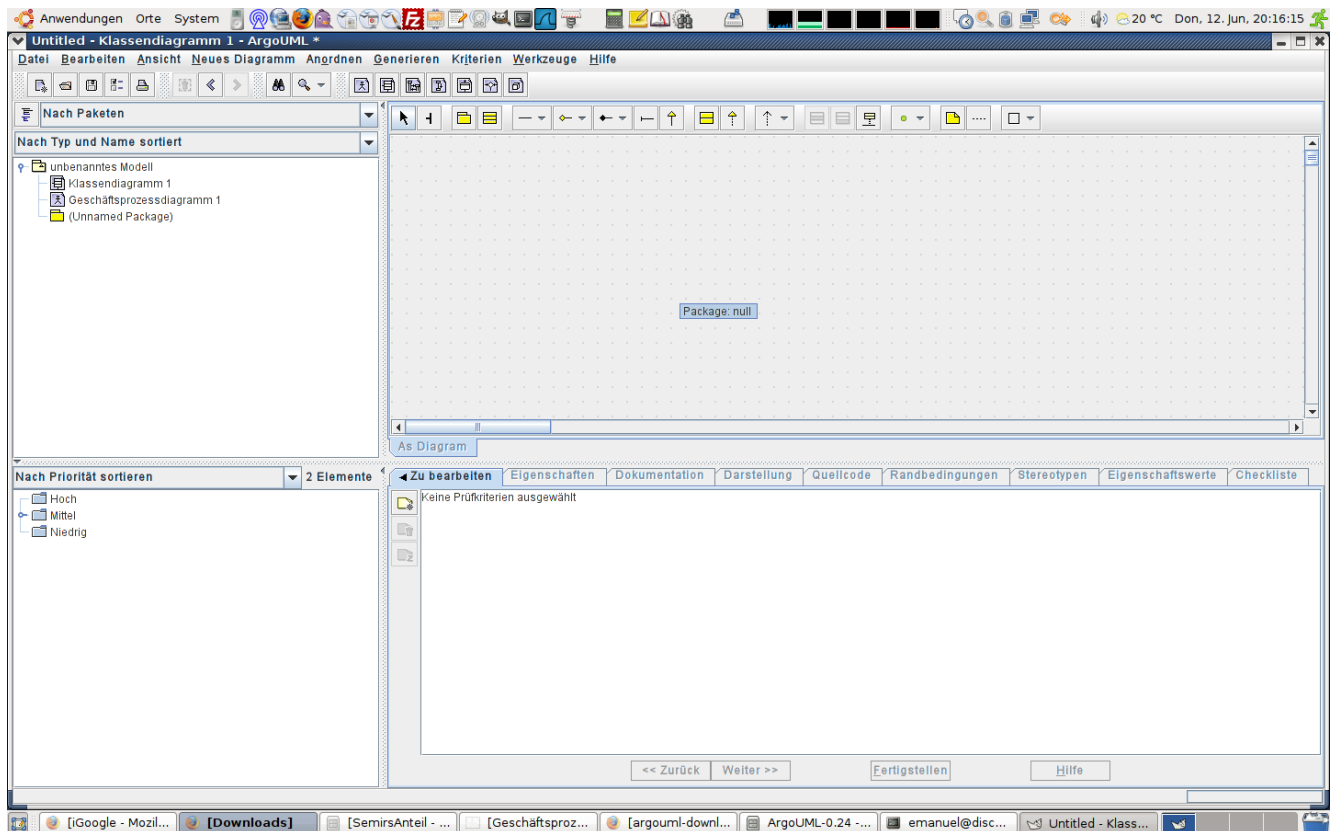 Anwendungen Orte System 20 °C Don, 12. Jun, 20:16:15
Untitled - Klassendiagramm 1 - ArgoUML *
Datei Bearbeiten Ansicht Neues Diagramm Anordnen Generieren Kriterien Werkzeuge Hilfe
Nach Paketen
Nach Typ und Name sortiert
unbenanntes Modell
Klassendiagramm 1
Geschäftsprozessdiagramm 1
(Unnamed Package)
Package: null
As Diagram
Nach Priorität sortieren 2 Elemente
Hoch
Mittel
Niedrig
Zu bearbeiten Eigenschaften Dokumentation Darstellung Quellcode Randbedingungen Stereotypen Eigenschaftswerte Checkliste
Keine Prüfkriterien ausgewählt
<< Zurück Weiter >> Fertigstellen Hilfe
[iGoogle - Mozil... [Downloads] [SemirsAnteil - ... [Geschäftsproz... [argouml-downl... ArgoUML-0.24 -... emanuel@disc... Untitled - Klass...